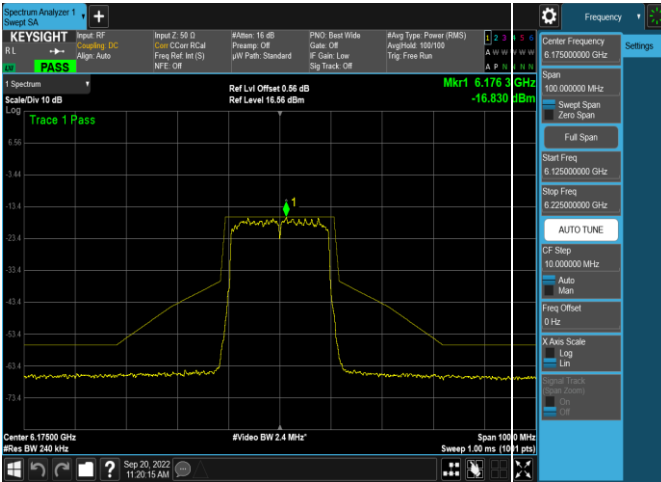 Spectrum Analyzer 1
Swept SA
Frequency
KEYSIGHT
RL
PASS
Input: RF
Coupling: DC
Align: Auto
Input Z: 50 Ω
Corr CCorr RCal
Freq Ref: Int (S)
NFE: Off
#Atten: 16 dB
Preamp: Off
µW Path: Standard
PNO: Best Wide
Gate: Off
IF Gain: Low
Sig Track: Off
#Avg Type: Power (RMS)
Avg|Hold: 100/100
Trig: Free Run
1 2 3 4 5 6
A W W W W W
A P N N N N
1 Spectrum
Scale/Div 10 dB
Log
Ref Lvl Offset 0.56 dB
Ref Level 16.56 dBm
Mkr1 6.176 3 GHz
-16.830 dBm
Trace 1 Pass
6.56
-3.44
-13.4
-23.4
-33.4
-43.4
-53.4
-63.4
-73.4
1
Center 6.17500 GHz
#Res BW 240 kHz
#Video BW 2.4 MHz*
Span 100.0 MHz
Sweep 1.00 ms (1001 pts)
Sep 20, 2022
11:20:15 AM
Center Frequency
6.175000000 GHz
Settings
Span
100.000000 MHz
Swept Span
Zero Span
Full Span
Start Freq
6.125000000 GHz
Stop Freq
6.225000000 GHz
AUTO TUNE
CF Step
10.000000 MHz
Auto
Man
Freq Offset
0 Hz
X Axis Scale
Log
Lin
Signal Track
(Span Zoom)
On
Off